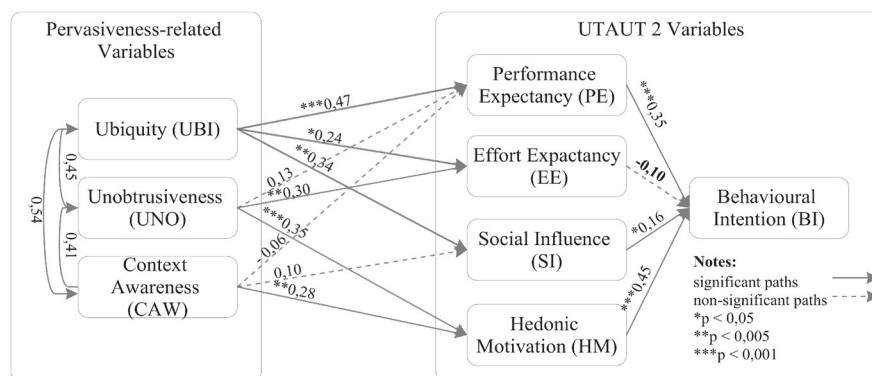 Pervasiveness-related
Variables
UTAUT 2 Variables
Ubiquity (UBI)
Unobtrusiveness
(UNO)
Context
Awareness
(CAW)
0,45
0,54
0,41
***0,47
*0,24
**0,34
0,13
**0,30
***0,35
- 0,06
0,10
**0,28
Performance
Expectancy (PE)
Effort Expactancy
(EE)
Social Influence
(SI)
Hedonic
Motivation (HM)
***0,35
-0,10
*0,16
***0,45
Behavioural
Intention (BI)
Notes:
significant paths
non-significant paths
*p < 0,05
**p < 0,005
***p < 0,001